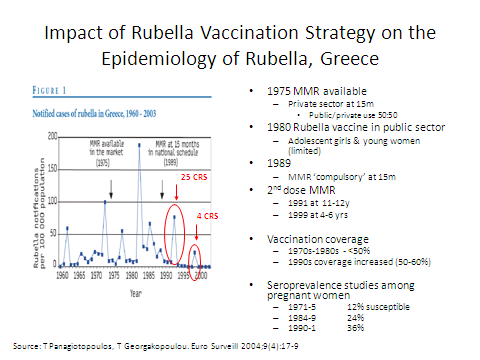 Impact of Rubella Vaccination Strategy on the
Epidemiology of Rubella, Greece
FIGURE 1
Notified cases of rubella in Greece, 1960 - 2003
Rubella notifications
per 100 000 population
200
150
100
50
0
MMR available
in the market
(1975)
MMR at 15 months
in national schedule
(1989)
25 CRS
4 CRS
1960 1965 1970 1975 1980 1985 1990 1995 2000
Year
• 1975 MMR available
– Private sector at 15m
• Public/private use 50:50
• 1980 Rubella vaccine in public sector
– Adolescent girls & young women
(limited)
• 1989
– MMR 'compulsory' at 15m
• 2nd dose MMR
– 1991 at 11-12y
– 1999 at 4-6 yrs
• Vaccination coverage
– 1970s-1980s - <50%
– 1990s coverage increased (50-60%)
• Seroprevalence studies among
pregnant women
– 1971-5 12% susceptible
– 1984-9 24%
– 1990-1 36%
Source: T Panagiotopoulos, T Georgakopoulou. Euro Surveill 2004;9(4):17-9